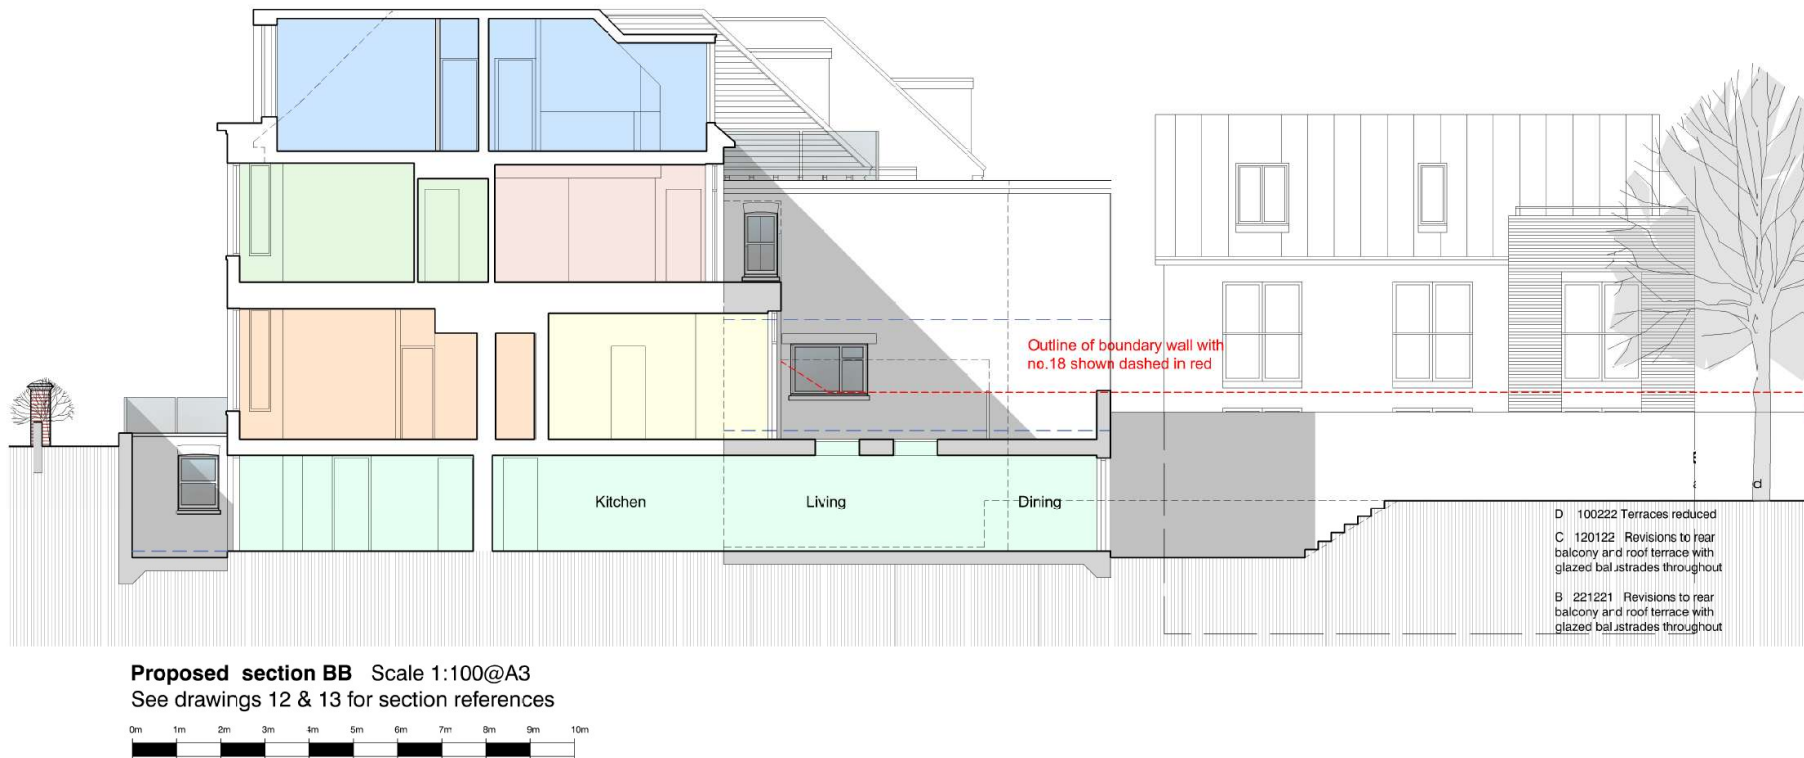 Outline of boundary wall with
no.18 shown dashed in red
Kitchen
Living
Dining
d
D 100222 Terraces reduced
C 120122 Revisions to rear
balcony and roof terrace with
glazed balustrades throughout
B 221221 Revisions to rear
balcony and roof terrace with
glazed balustrades throughout
Proposed section BB Scale 1:100@A3
See drawings 12 & 13 for section references
0m 1m 2m 3m 4m 5m 6m 7m 8m 9m 10m